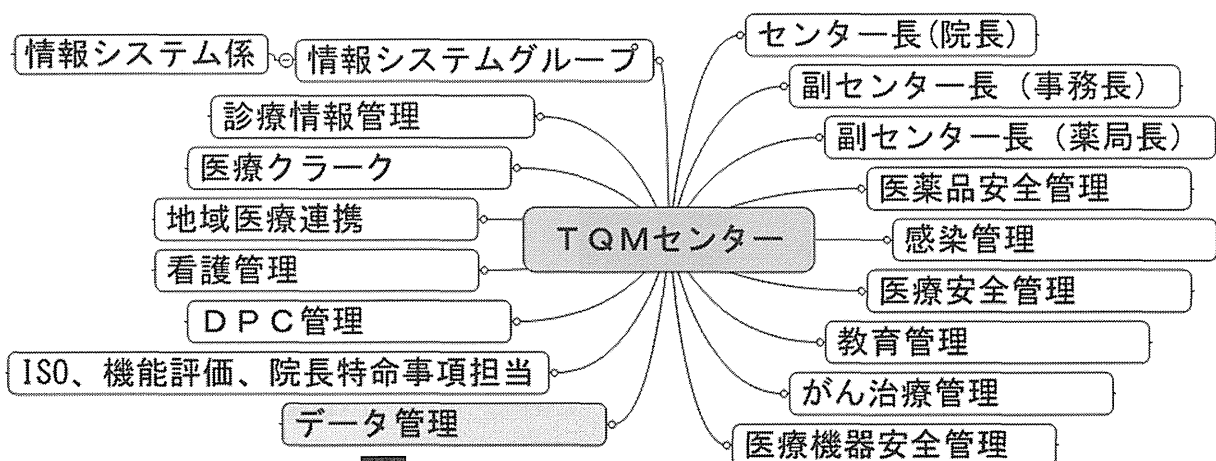 情報システム係
情報システムグループ
診療情報管理
医療クラーク
地域医療連携
看護管理
DPC管理
ISO、機能評価、院長特命事項担当
データ管理
TQMセンター
センター長(院長)
副センター長(事務長)
副センター長(薬局長)
医薬品安全管理
感染管理
医療安全管理
教育管理
がん治療管理
医療機器安全管理